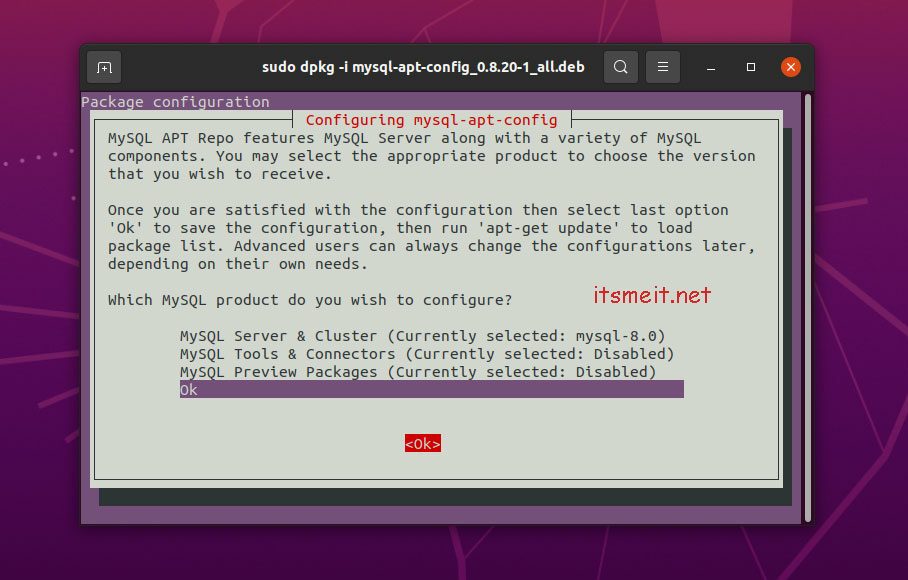 sudo dpkg -i mysql-apt-config_0.8.20-1_all.deb
Package configuration
Configuring mysql-apt-config
MySQL APT Repo features MySQL Server along with a variety of MySQL
components. You may select the appropriate product to choose the version
that you wish to receive.
Once you are satisfied with the configuration then select last option
'Ok' to save the configuration, then run 'apt-get update' to load
package list. Advanced users can always change the configurations later,
depending on their own needs.
Which MySQL product do you wish to configure?
itsmeit.net
MySQL Server & Cluster (Currently selected: mysql-8.0)
MySQL Tools & Connectors (Currently selected: Disabled)
MySQL Preview Packages (Currently selected: Disabled)
Ok
<Ok>